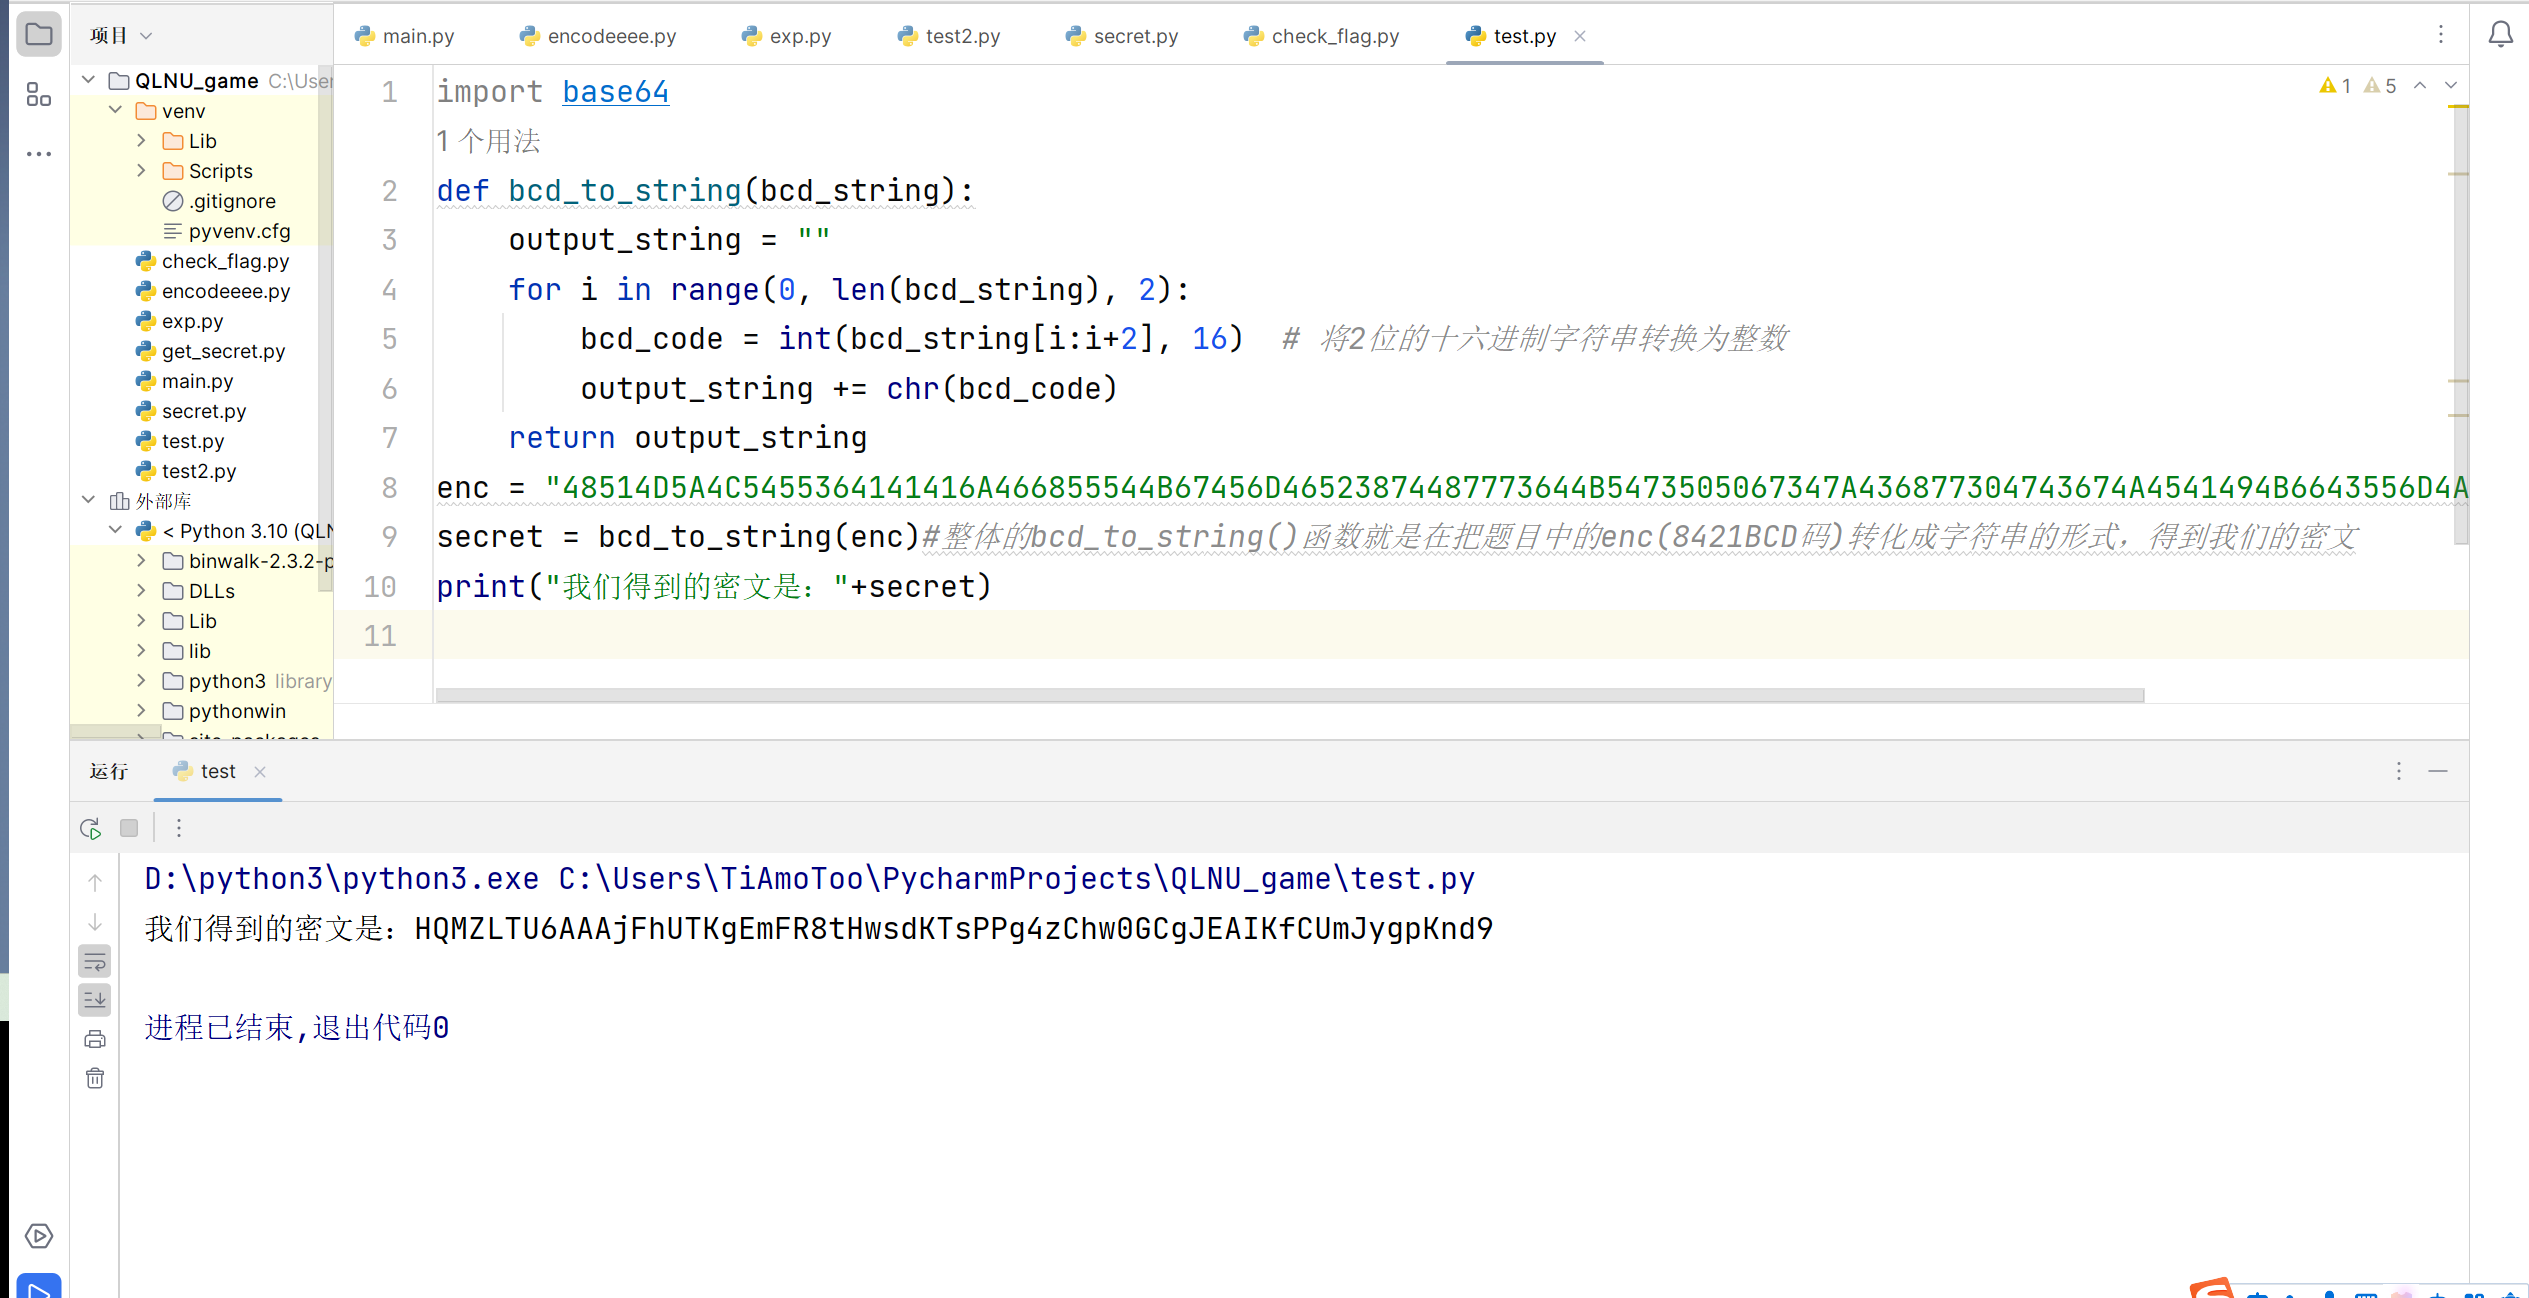 项目
main.py
encodeeee.py
exp.py
test2.py
secret.py
check_flag.py
test.py
QLNU_game C:\User
venv
Lib
Scripts
.gitignore
pyvenv.cfg
check_flag.py
encodeeee.py
exp.py
get_secret.py
main.py
secret.py
test.py
test2.py
外部库
< Python 3.10 (QLN
binwalk-2.3.2-p
DLLs
Lib
lib
python3 library
pythonwin
1 5
1 import base64
1 个用法
2 def bcd_to_string(bcd_string):
3 output_string = ""
4 for i in range(0, len(bcd_string), 2):
5 bcd_code = int(bcd_string[i:i+2], 16) # 将2位的十六进制字符串转换为整数
6 output_string += chr(bcd_code)
7 return output_string
8 enc = "48514D5A4C5455364141416A466855544B67456D46523874487773644B5473505067347A436877304743674A4541494B6643556D4A
9 secret = bcd_to_string(enc)#整体的bcd_to_string()函数就是在把题目中的enc(8421BCD码)转化成字符串的形式，得到我们的密文
10 print("我们得到的密文是："+secret)
11
运行
test
D:\python3\python3.exe C:\Users\TiAmoToo\PycharmProjects\QLNU_game\test.py
我们得到的密文是：HQMZLTU6AAAjFhUTKgEmFR8tHwsdKTsPPg4zChw0GCgJEAIKfCUmJygpKnd9
进程已结束,退出代码0